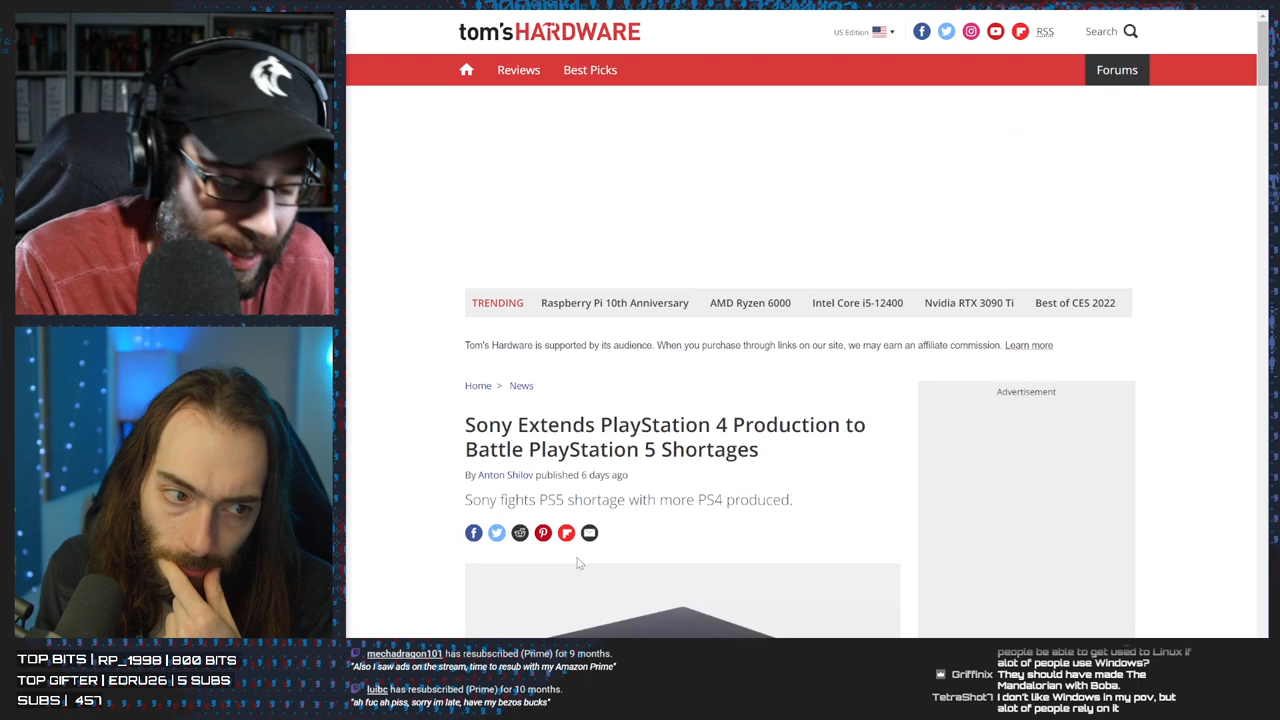 tom'sHARDWARE
US Edition
RSS
Search
Reviews
Best Picks
Forums
TRENDING
Raspberry Pi 10th Anniversary
AMD Ryzen 6000
Intel Core i5-12400
Nvidia RTX 3090 Ti
Best of CES 2022
Tom's Hardware is supported by its audience. When you purchase through links on our site, we may earn an affiliate commission. Learn more
Home > News
Advertisement
Sony Extends PlayStation 4 Production to
Battle PlayStation 5 Shortages
By Anton Shilov published 6 days ago
Sony fights PS5 shortage with more PS4 produced.
TOP BITS | RP_1998 | 800 BITS
TOP GIFTER | EDRU26 | 5 SUBS
SUBS | 457
mechadragon101 has resubscribed (Prime) for 9 months.
"Also I saw ads on the stream, time to resub with my Amazon Prime"
luibc has resubscribed (Prime) for 10 months.
"ah fuc ah piss, sorry im late, have my bezos bucks"
people be able to get used to Linux if
alot of people use Windows?
Griffinix They should have made The
Mandalorian with Boba.
TetraShot7 I don't like Windows in my pov, but
alot of people rely on it